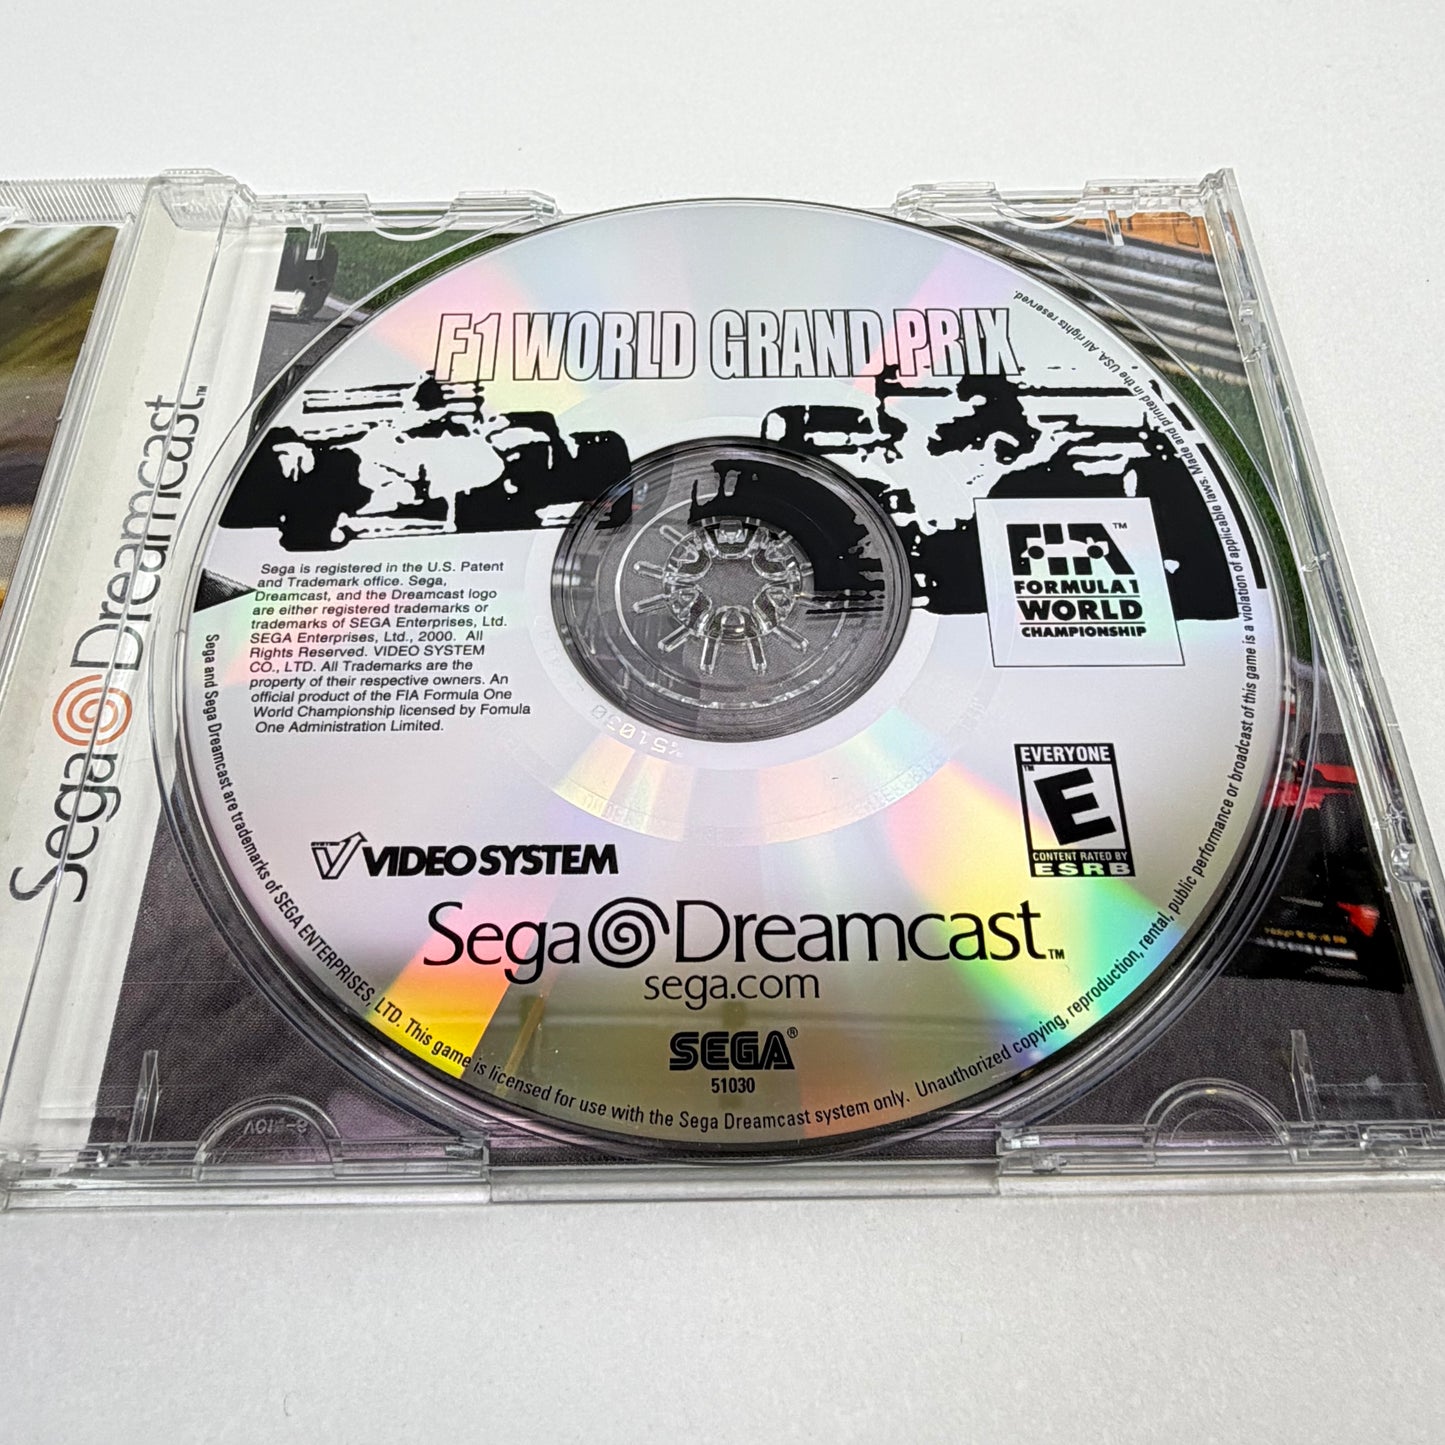 F1 WORLD GRAND PRIX
Sega is registered in the U.S. Patent
and Trademark office. Sega,
Dreamcast, and the Dreamcast logo
are either registered trademarks or
trademarks of SEGA Enterprises, Ltd.
SEGA Enterprises, Ltd., 2000. All
Rights Reserved. VIDEO SYSTEM
CO., LTD. All Trademarks are the
property of their respective owners. An
official product of the FIA Formula One
World Championship licensed by Fomula
One Administration Limited.
FIA™
FORMULA 1
WORLD
CHAMPIONSHIP
EVERYONE
E™
CONTENT RATED BY
ESRB
VIDEO SYSTEM
Sega Dreamcast™
sega.com
SEGA®
51030
Sega and Sega Dreamcast are trademarks of SEGA ENTERPRISES, LTD. This game is licensed for use with the Sega Dreamcast system only. Unauthorized copying, reproduction, rental, public performance or broadcast of this game is a violation of applicable laws. Made and printed in the USA. All rights reserved.
Sega Dreamcast™
51030